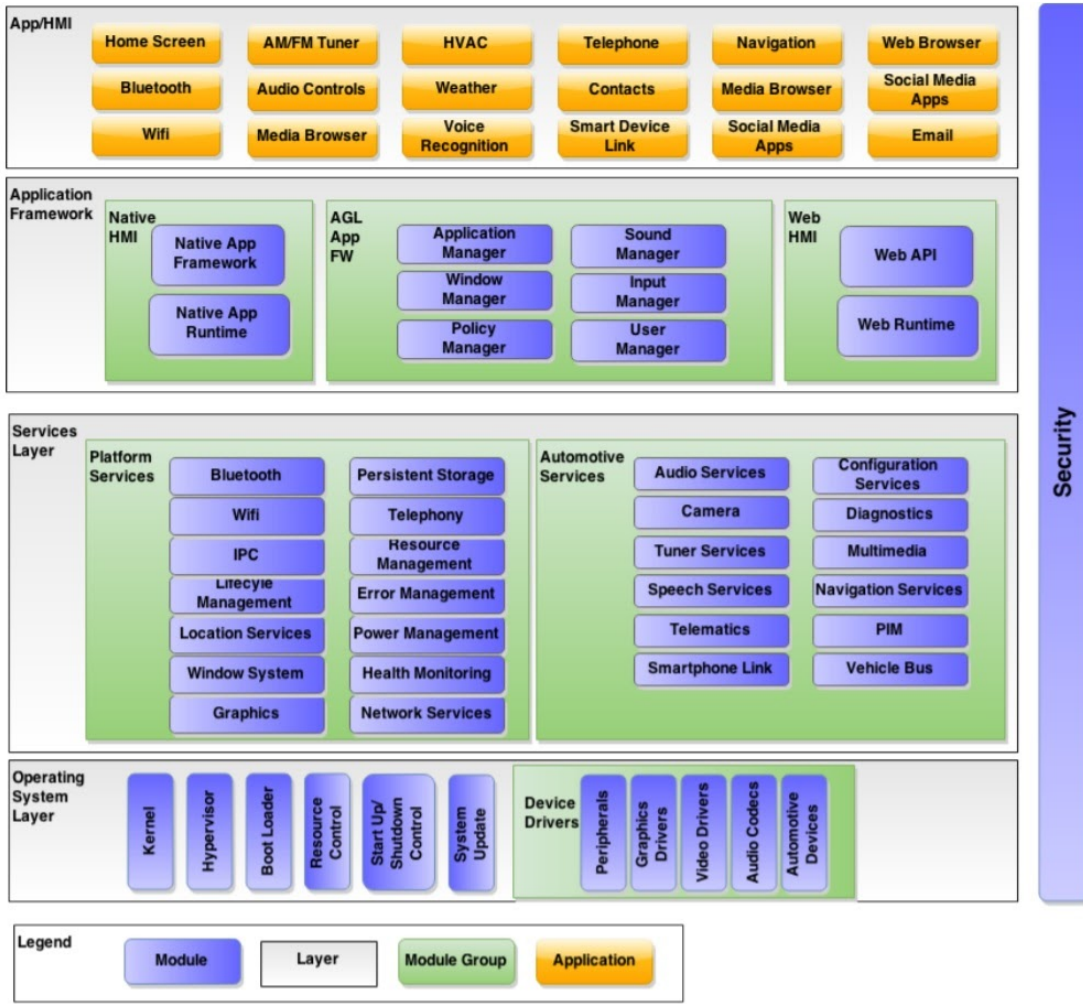 App/HMI
Home Screen
AM/FM Tuner
HVAC
Telephone
Navigation
Web Browser
Bluetooth
Audio Controls
Weather
Contacts
Media Browser
Social Media
Apps
Wifi
Media Browser
Voice
Recognition
Smart Device
Link
Social Media
Apps
Email
Application
Framework
Native
HMI
Native App
Framework
Native App
Runtime
AGL
App
FW
Application
Manager
Sound
Manager
Window
Manager
Input
Manager
Policy
Manager
User
Manager
Web
HMI
Web API
Web Runtime
Services
Layer
Platform
Services
Bluetooth
Persistent Storage
Wifi
Telephony
IPC
Resource
Management
Lifecyle
Management
Error Management
Location Services
Power Management
Window System
Health Monitoring
Graphics
Network Services
Automotive
Services
Audio Services
Configuration
Services
Camera
Diagnostics
Tuner Services
Multimedia
Speech Services
Navigation Services
Telematics
PIM
Smartphone Link
Vehicle Bus
Operating
System
Layer
Kernel
Hypervisor
Boot Loader
Resource
Control
Start Up/
Shutdown
Control
System
Update
Device
Drivers
Peripherals
Graphics
Drivers
Video Drivers
Audio Codecs
Automotive
Devices
Security
Legend
Module
Layer
Module Group
Application